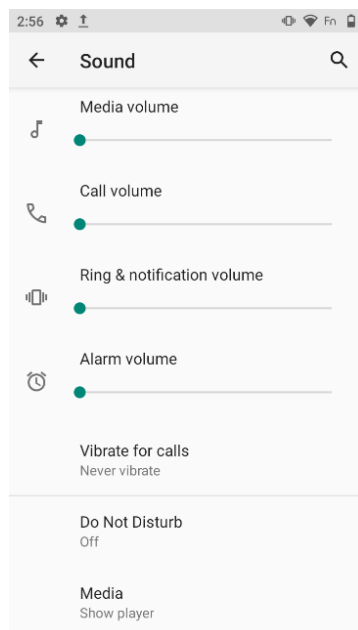 2:56
Fn
Sound
Media volume
Call volume
Ring & notification volume
Alarm volume
Vibrate for calls
Never vibrate
Do Not Disturb
Off
Media
Show player